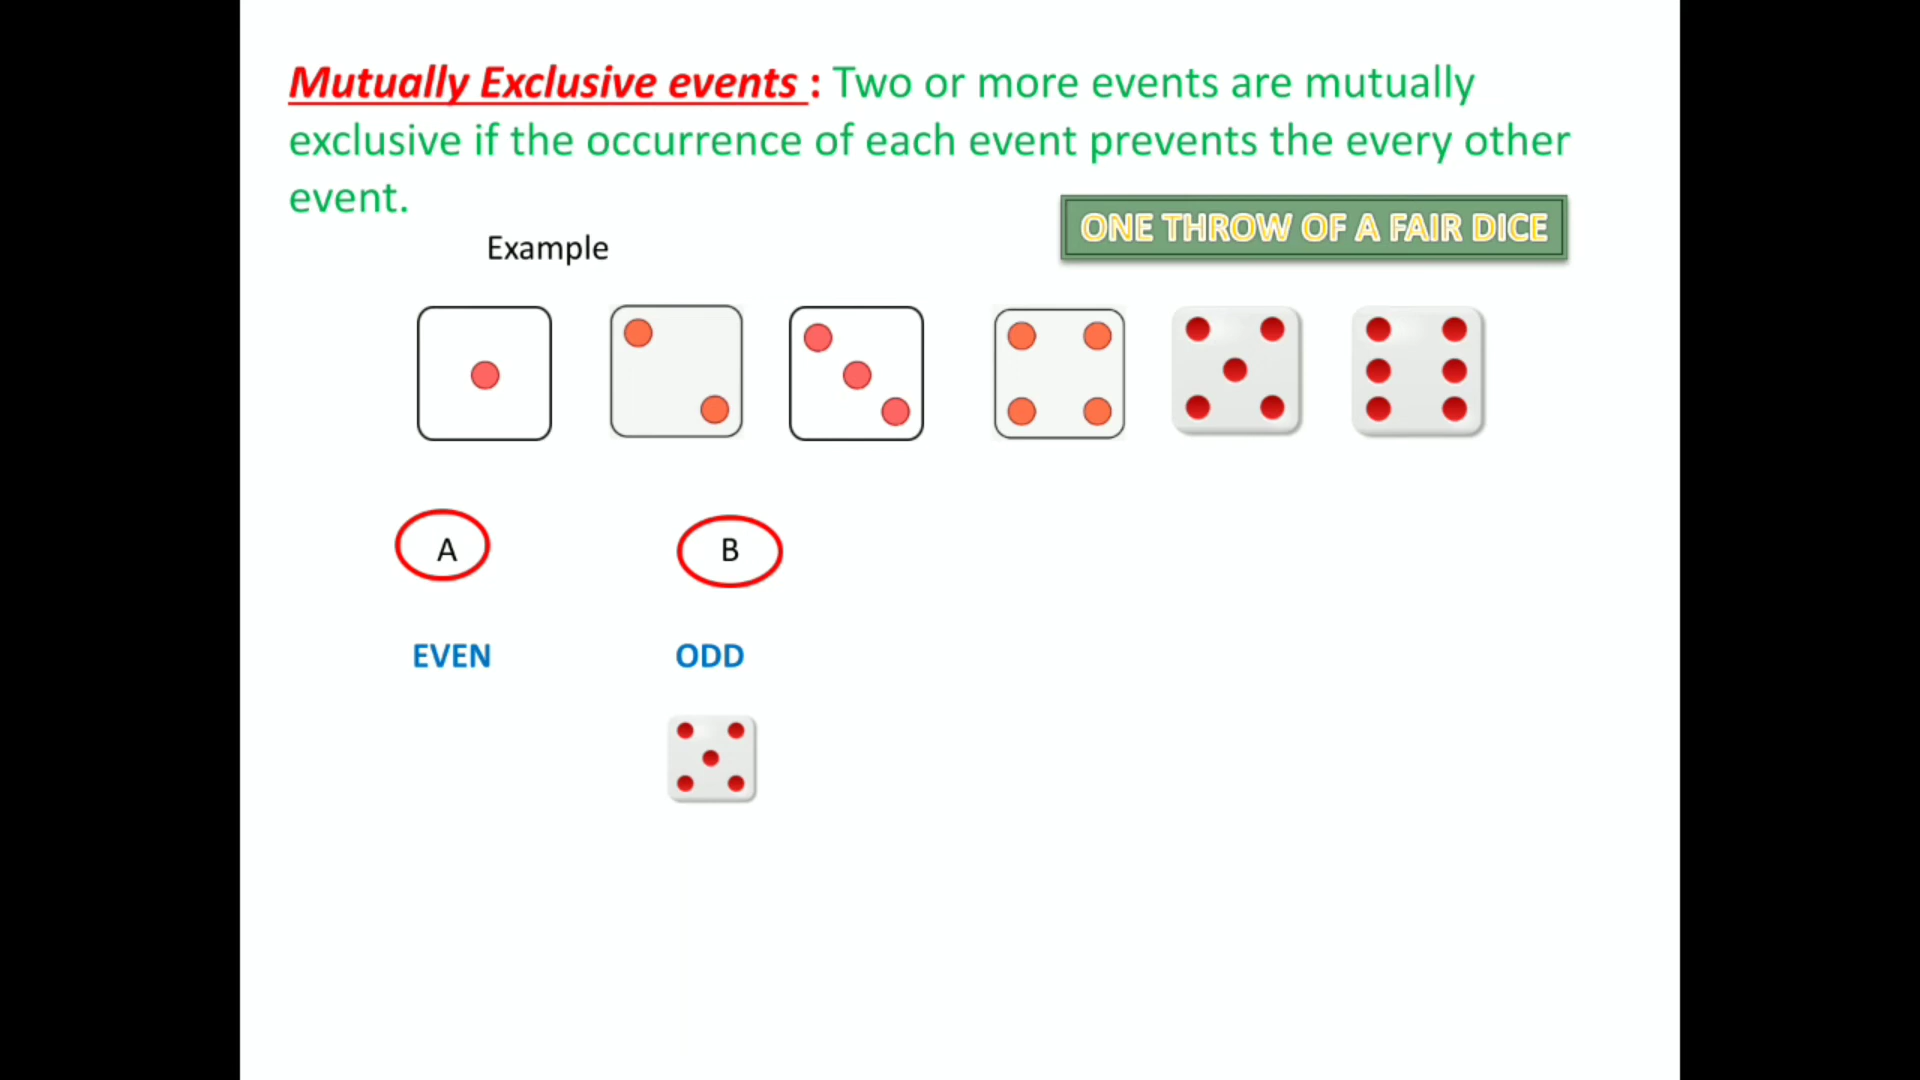 Mutually Exclusive events : Two or more events are mutually
exclusive if the occurrence of each event prevents the every other
event.
ONE THROW OF A FAIR DICE
Example
A
B
EVEN
ODD